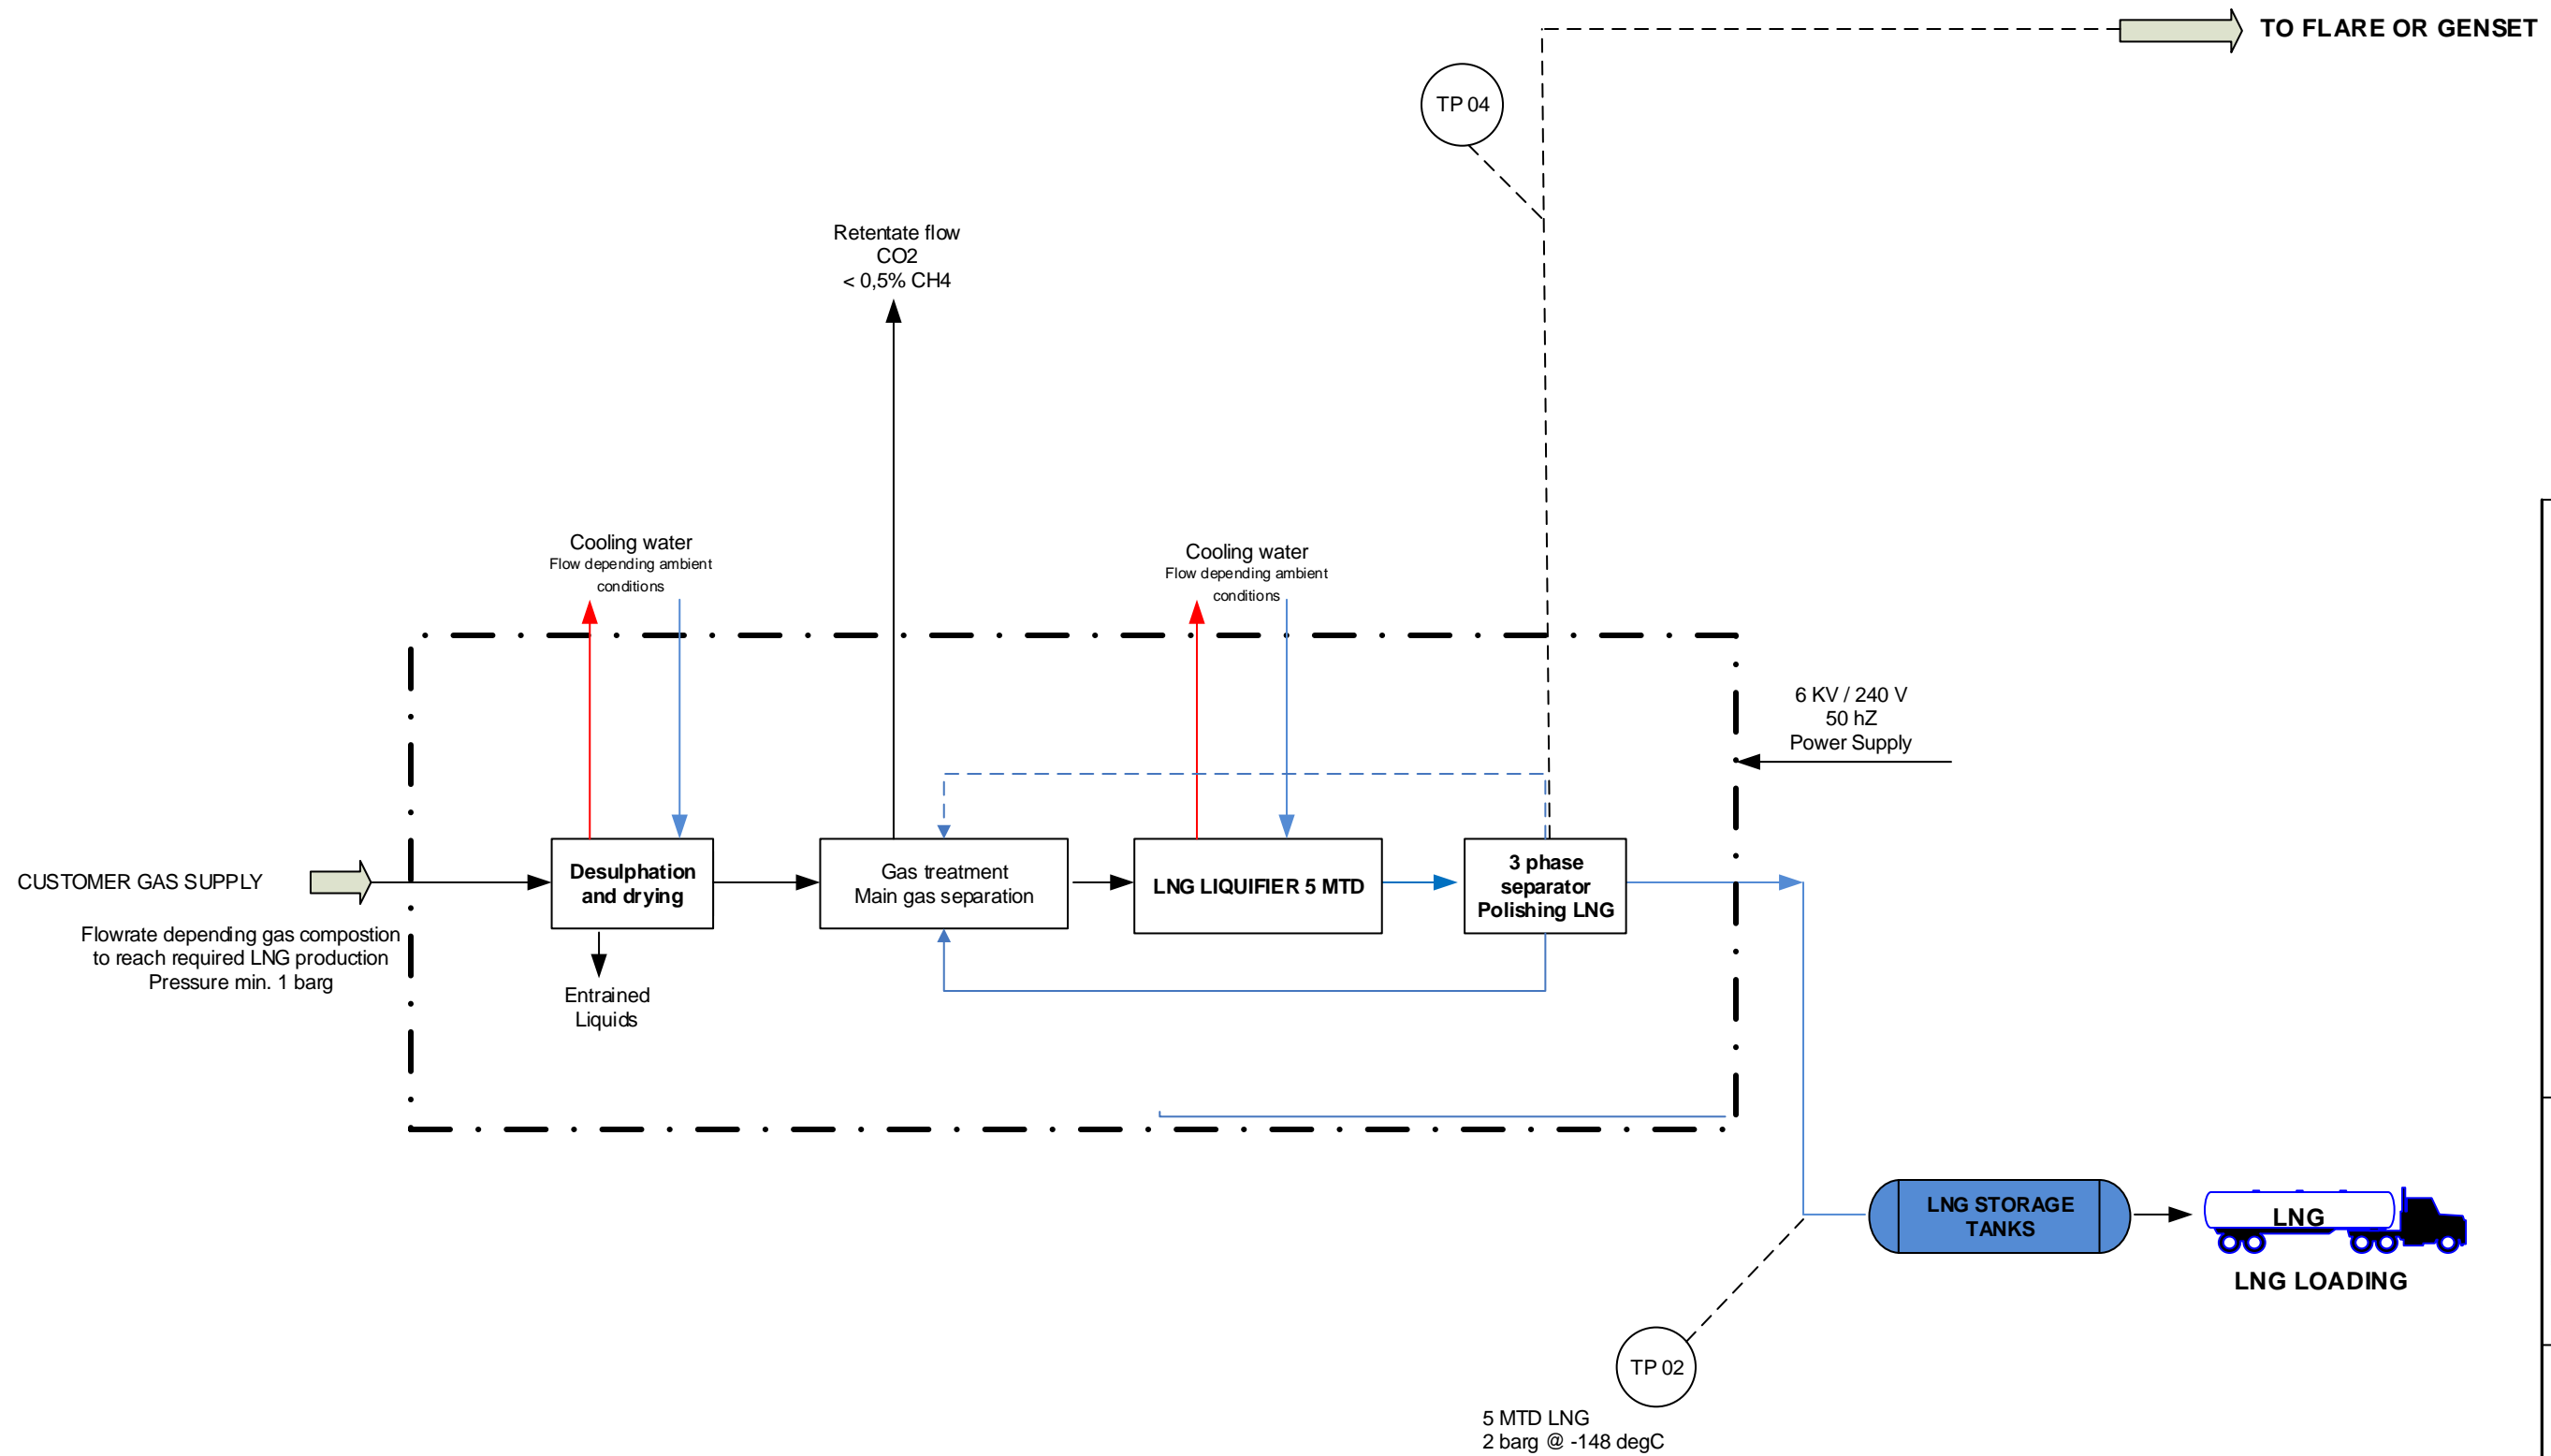 TO FLARE OR GENSET
TP 04
Retentate flow
CO2
< 0,5% CH4
Cooling water
Flow depending ambient
conditions
Cooling water
Flow depending ambient
conditions
6 KV / 240 V
50 hZ
Power Supply
CUSTOMER GAS SUPPLY
Flowrate depending gas compostion
to reach required LNG production
Pressure min. 1 barg
Desulphation
and drying
Entrained
Liquids
Gas treatment
Main gas separation
LNG LIQUIFIER 5 MTD
3 phase
separator
Polishing LNG
LNG STORAGE
TANKS
LNG
LNG LOADING
TP 02
5 MTD LNG
2 barg @ -148 degC